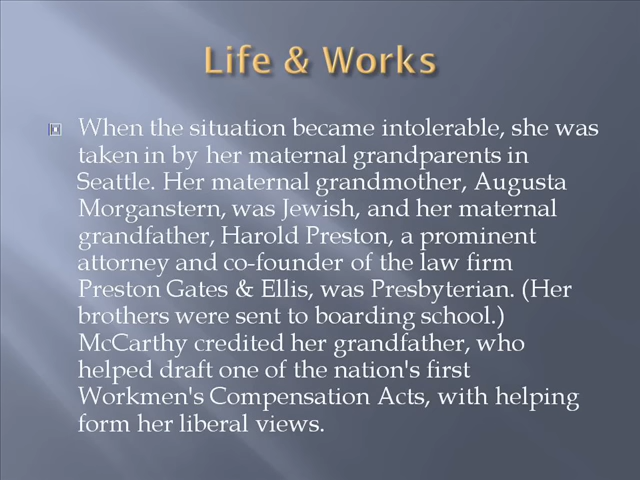 Life & Works
When the situation became intolerable, she was
taken in by her maternal grandparents in
Seattle. Her maternal grandmother, Augusta
Morganstern, was Jewish, and her maternal
grandfather, Harold Preston, a prominent
attorney and co-founder of the law firm
Preston Gates & Ellis, was Presbyterian. (Her
brothers were sent to boarding school.)
McCarthy credited her grandfather, who
helped draft one of the nation's first
Workmen's Compensation Acts, with helping
form her liberal views.